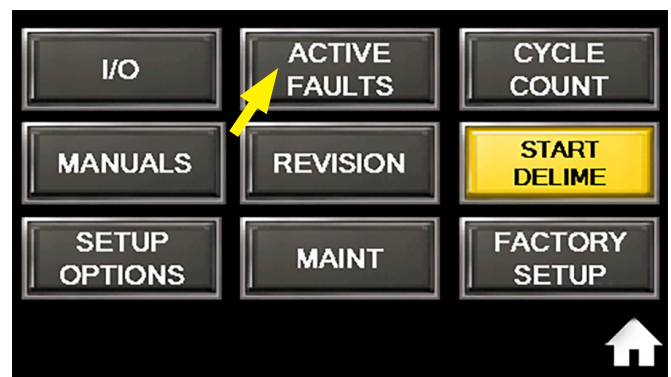 I/O
ACTIVE
FAULTS
CYCLE
COUNT
MANUALS
REVISION
START
DELIME
SETUP
OPTIONS
MAINT
FACTORY
SETUP